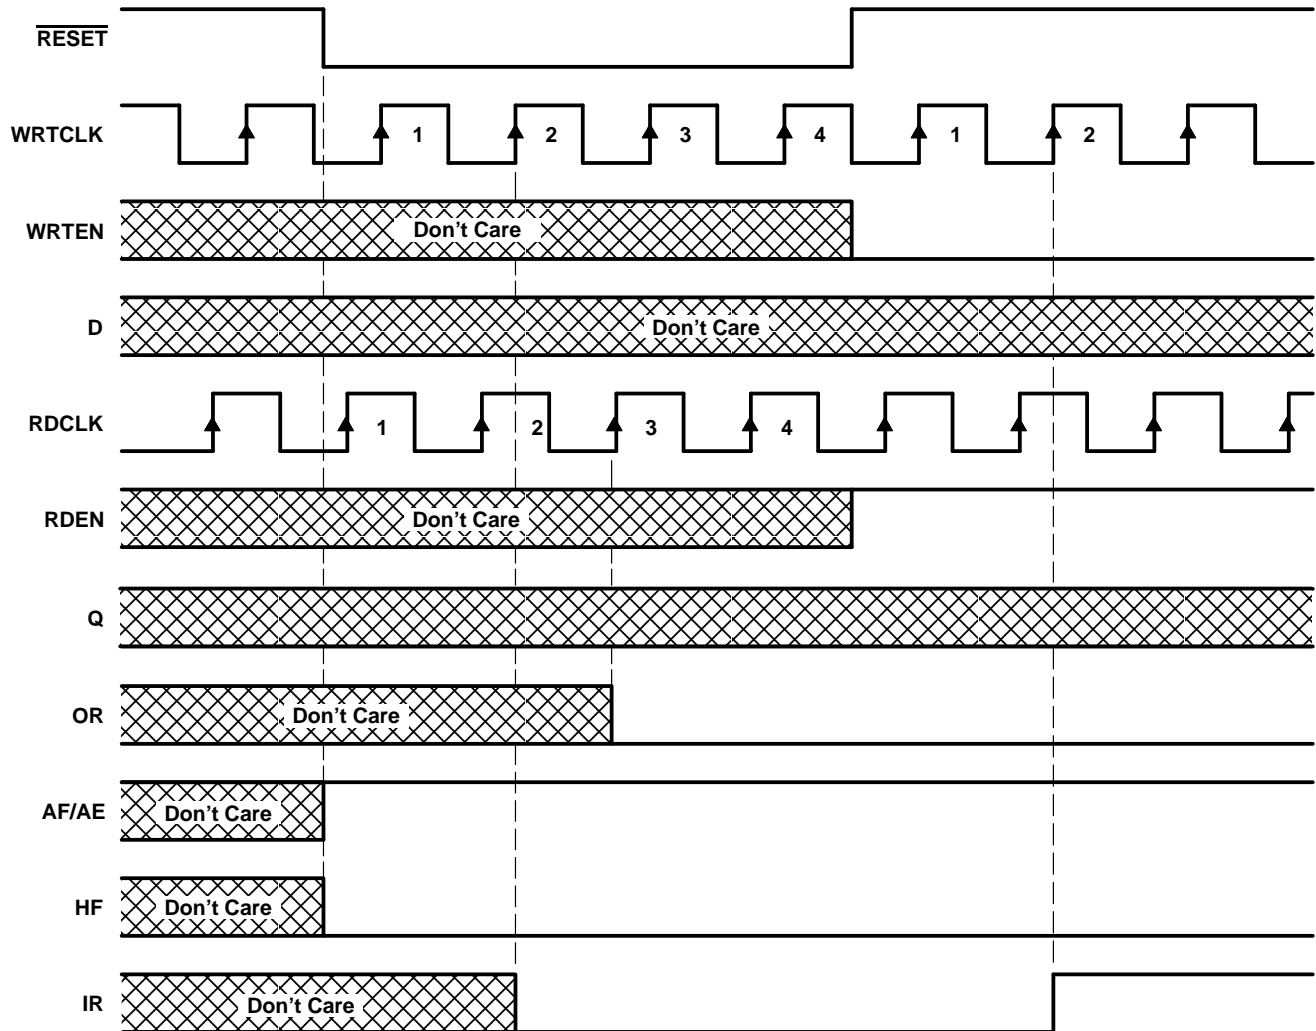 RESET
WRTCLK 1 2 3 4 1 2
WRTEN Don't Care
D Don't Care
RDCLK 1 2 3 4
RDEN Don't Care
Q
OR Don't Care
AF/AE Don't Care
HF Don't Care
IR Don't Care